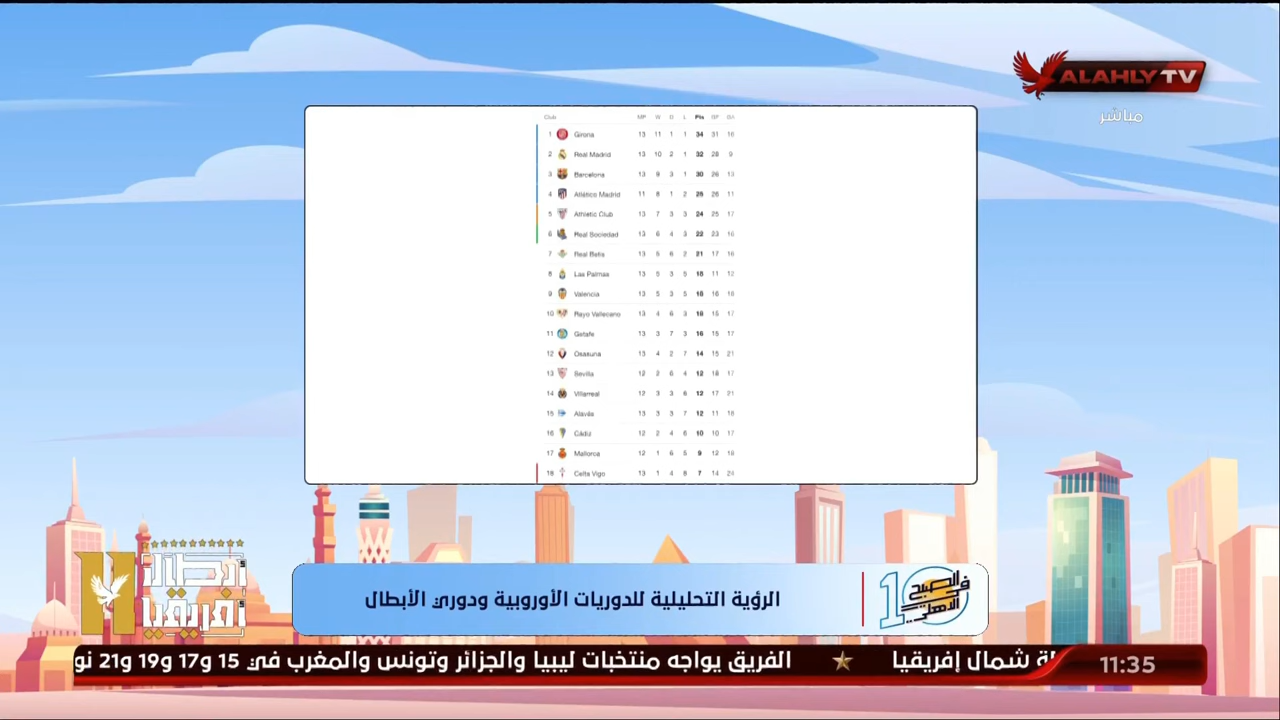 ALAHLY TV
مباشر
Club MP W D L Pts GF GA
1 Girona 13 11 1 1 34 31 16
2 Real Madrid 13 10 2 1 32 28 9
3 Barcelona 13 9 3 1 30 26 13
4 Atlético Madrid 11 8 1 2 25 26 11
5 Athletic Club 13 7 3 3 24 25 17
6 Real Sociedad 13 6 4 3 22 23 16
7 Real Betis 13 5 6 2 21 17 16
8 Las Palmas 13 5 3 5 18 11 12
9 Valencia 13 5 3 5 18 16 18
10 Rayo Vallecano 13 4 6 3 18 15 17
11 Getafe 13 3 7 3 16 15 17
12 Osasuna 13 4 2 7 14 15 21
13 Sevilla 12 2 6 4 12 18 17
14 Villarreal 12 3 3 6 12 17 21
15 Alavés 13 3 3 7 12 11 18
16 Cádiz 12 2 4 6 10 10 17
17 Mallorca 12 1 6 5 9 12 18
18 Celta Vigo 13 1 4 8 7 14 24
أبطال
أفريقيا
10
الصبح
في
الأهلي
الرؤية التحليلية للدوريات الأوروبية ودوري الأبطال
ة شمال إفريقيا ★ الفريق يواجه منتخبات ليبيا والجزائر وتونس والمغرب في 15 و17 و19 و21 نو
11:35